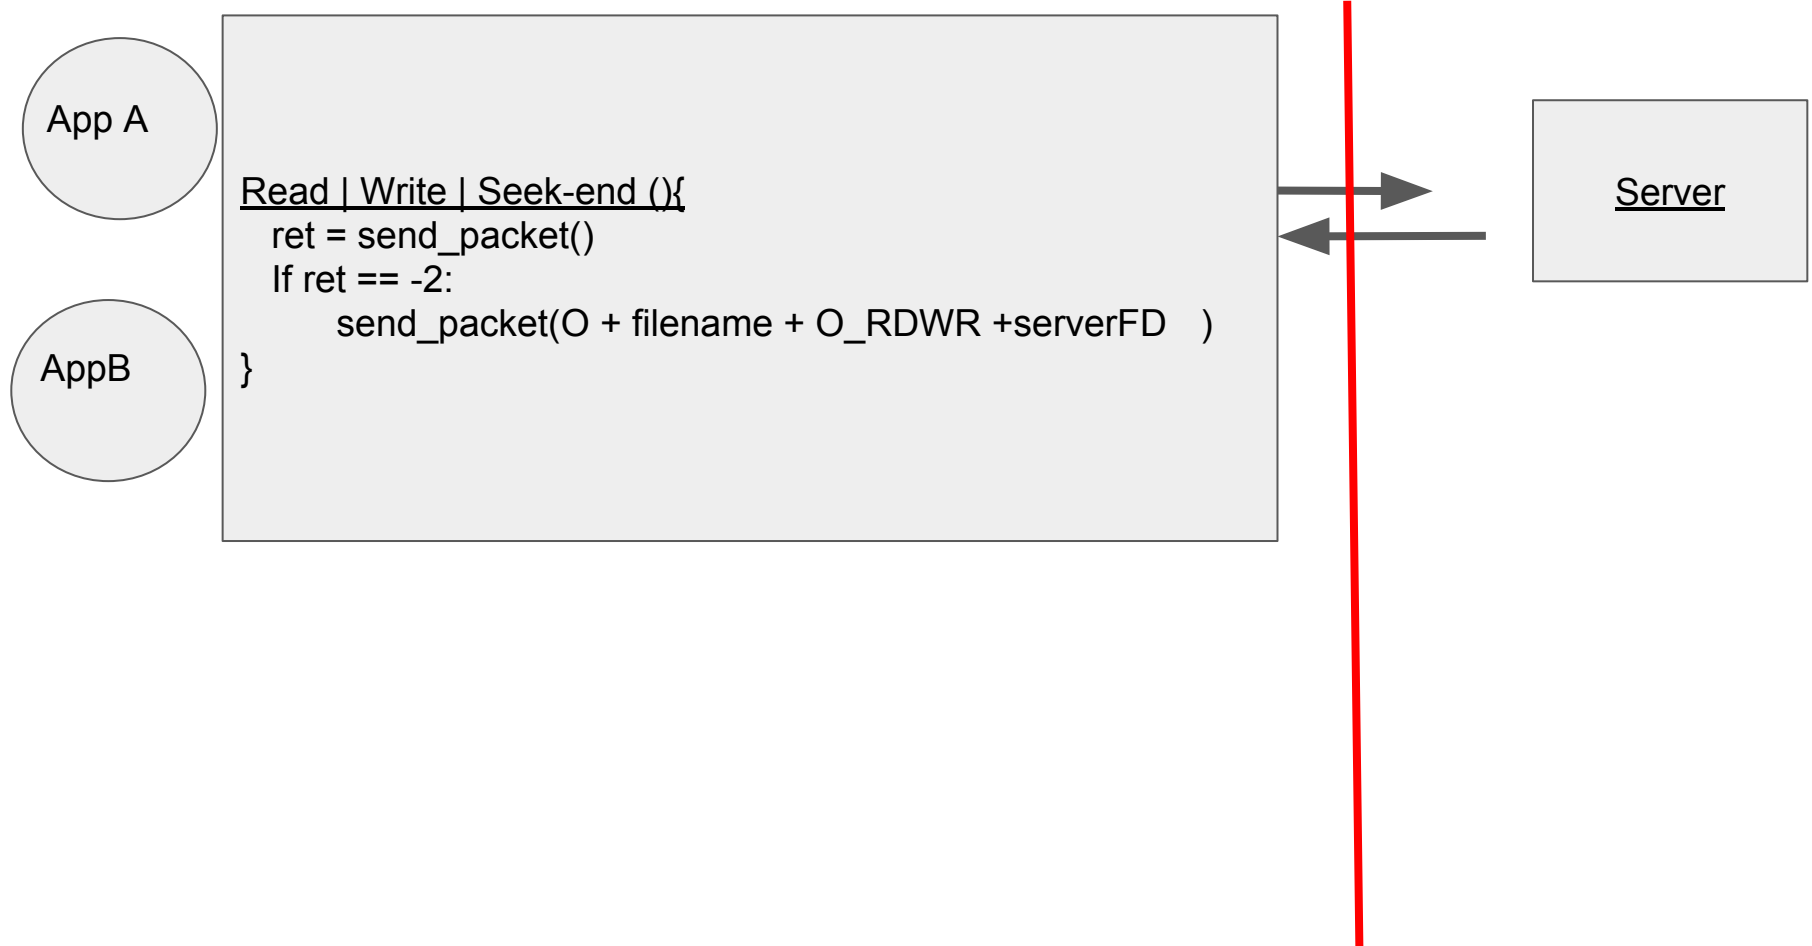 App A
Read | Write | Seek-end (){
ret = send_packet()
If ret == -2:
send_packet(O + filename + O_RDWR +serverFD )
}
AppB
Server